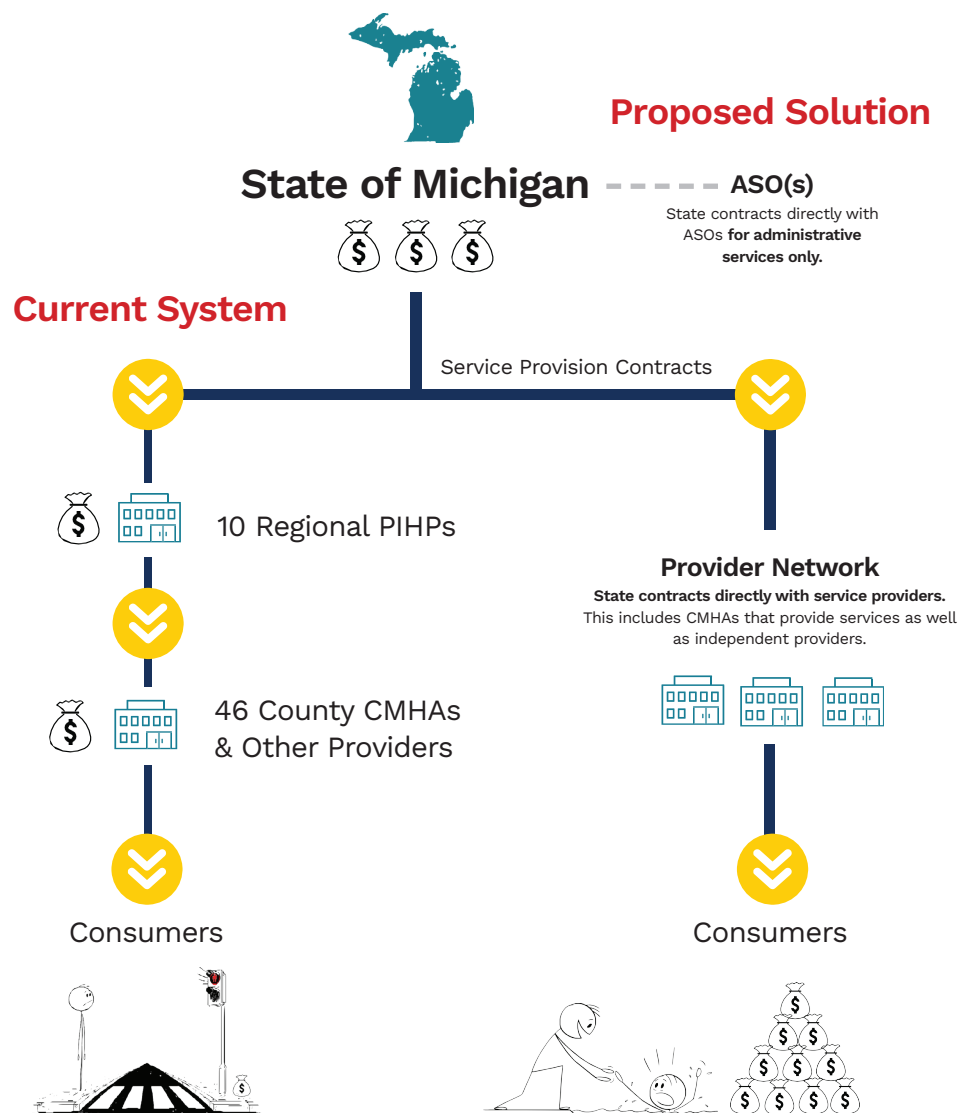 Proposed Solution
State of Michigan
ASO(s)
State contracts directly with
ASOs for administrative
services only.
$ $ $
Current System
Service Provision Contracts
$
10 Regional PIHPs
Provider Network
State contracts directly with service providers.
This includes CMHAs that provide services as well
as independent providers.
$
46 County CMHAs
& Other Providers
Consumers
Consumers
$
$
$ $
$ $ $
$ $ $ $